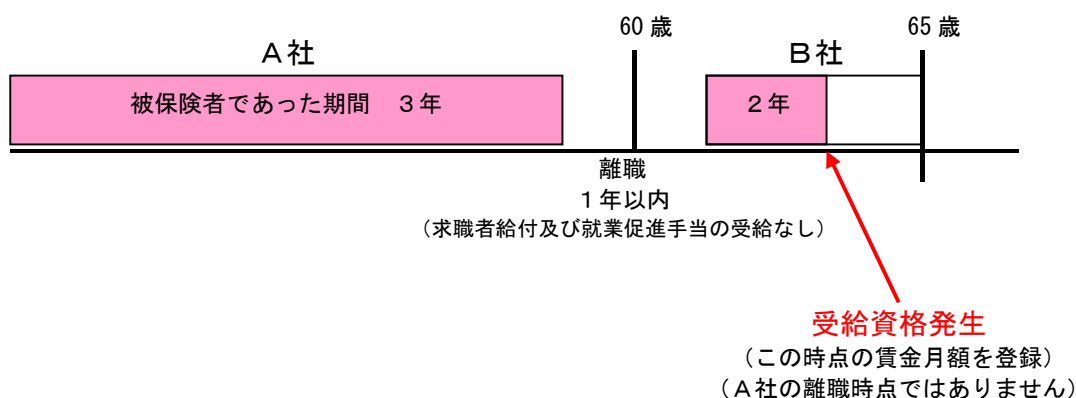 60 歳
65 歳
Ａ社
Ｂ社
被保険者であった期間　３年
２年
離職
１年以内
（求職者給付及び就業促進手当の受給なし）
受給資格発生
（この時点の賃金月額を登録）
（Ａ社の離職時点ではありません）